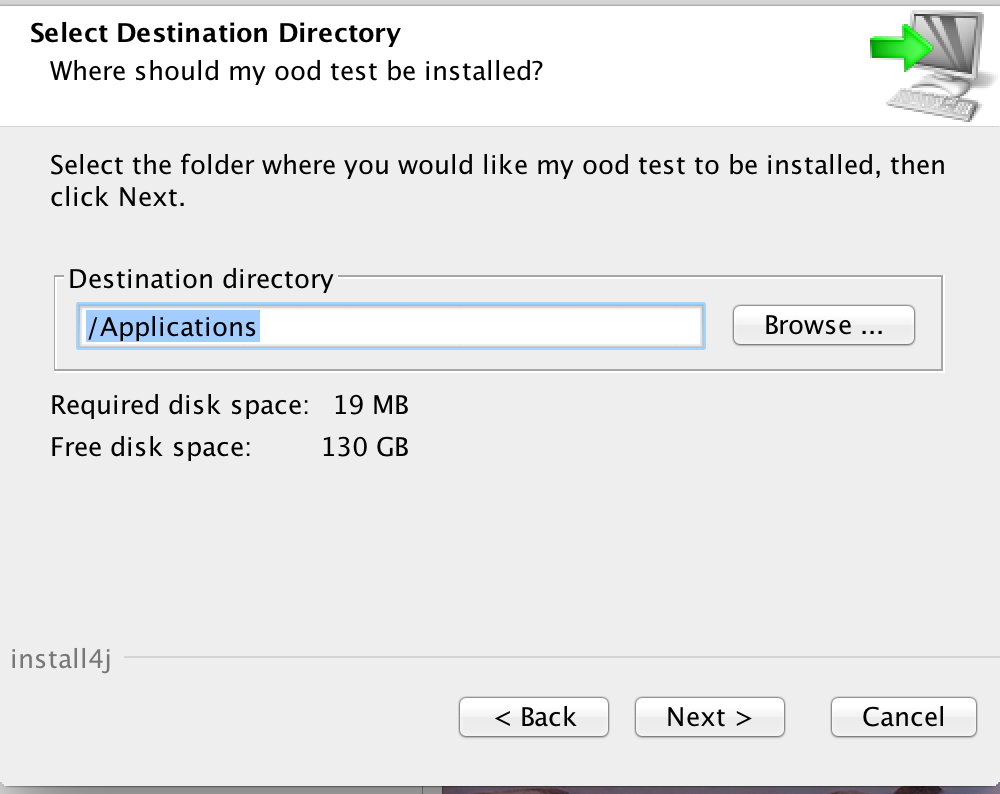 Select Destination Directory
Where should my ood test be installed?
Select the folder where you would like my ood test to be installed, then
click Next.
Destination directory
/Applications
Browse ...
Required disk space: 19 MB
Free disk space: 130 GB
install4j
< Back
Next >
Cancel